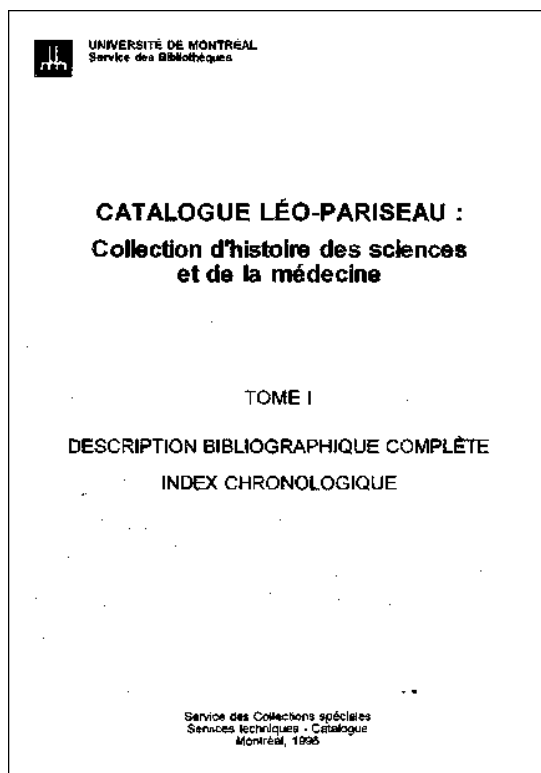 UNIVERSITÉ DE MONTRÉAL
Service des Bibliothèques
CATALOGUE LÉO-PARISEAU :
Collection d'histoire des sciences
et de la médecine
TOME I
DESCRIPTION BIBLIOGRAPHIQUE COMPLÈTE
INDEX CHRONOLOGIQUE
Service des Collections spéciales
Services techniques - Catalogue
Montréal,